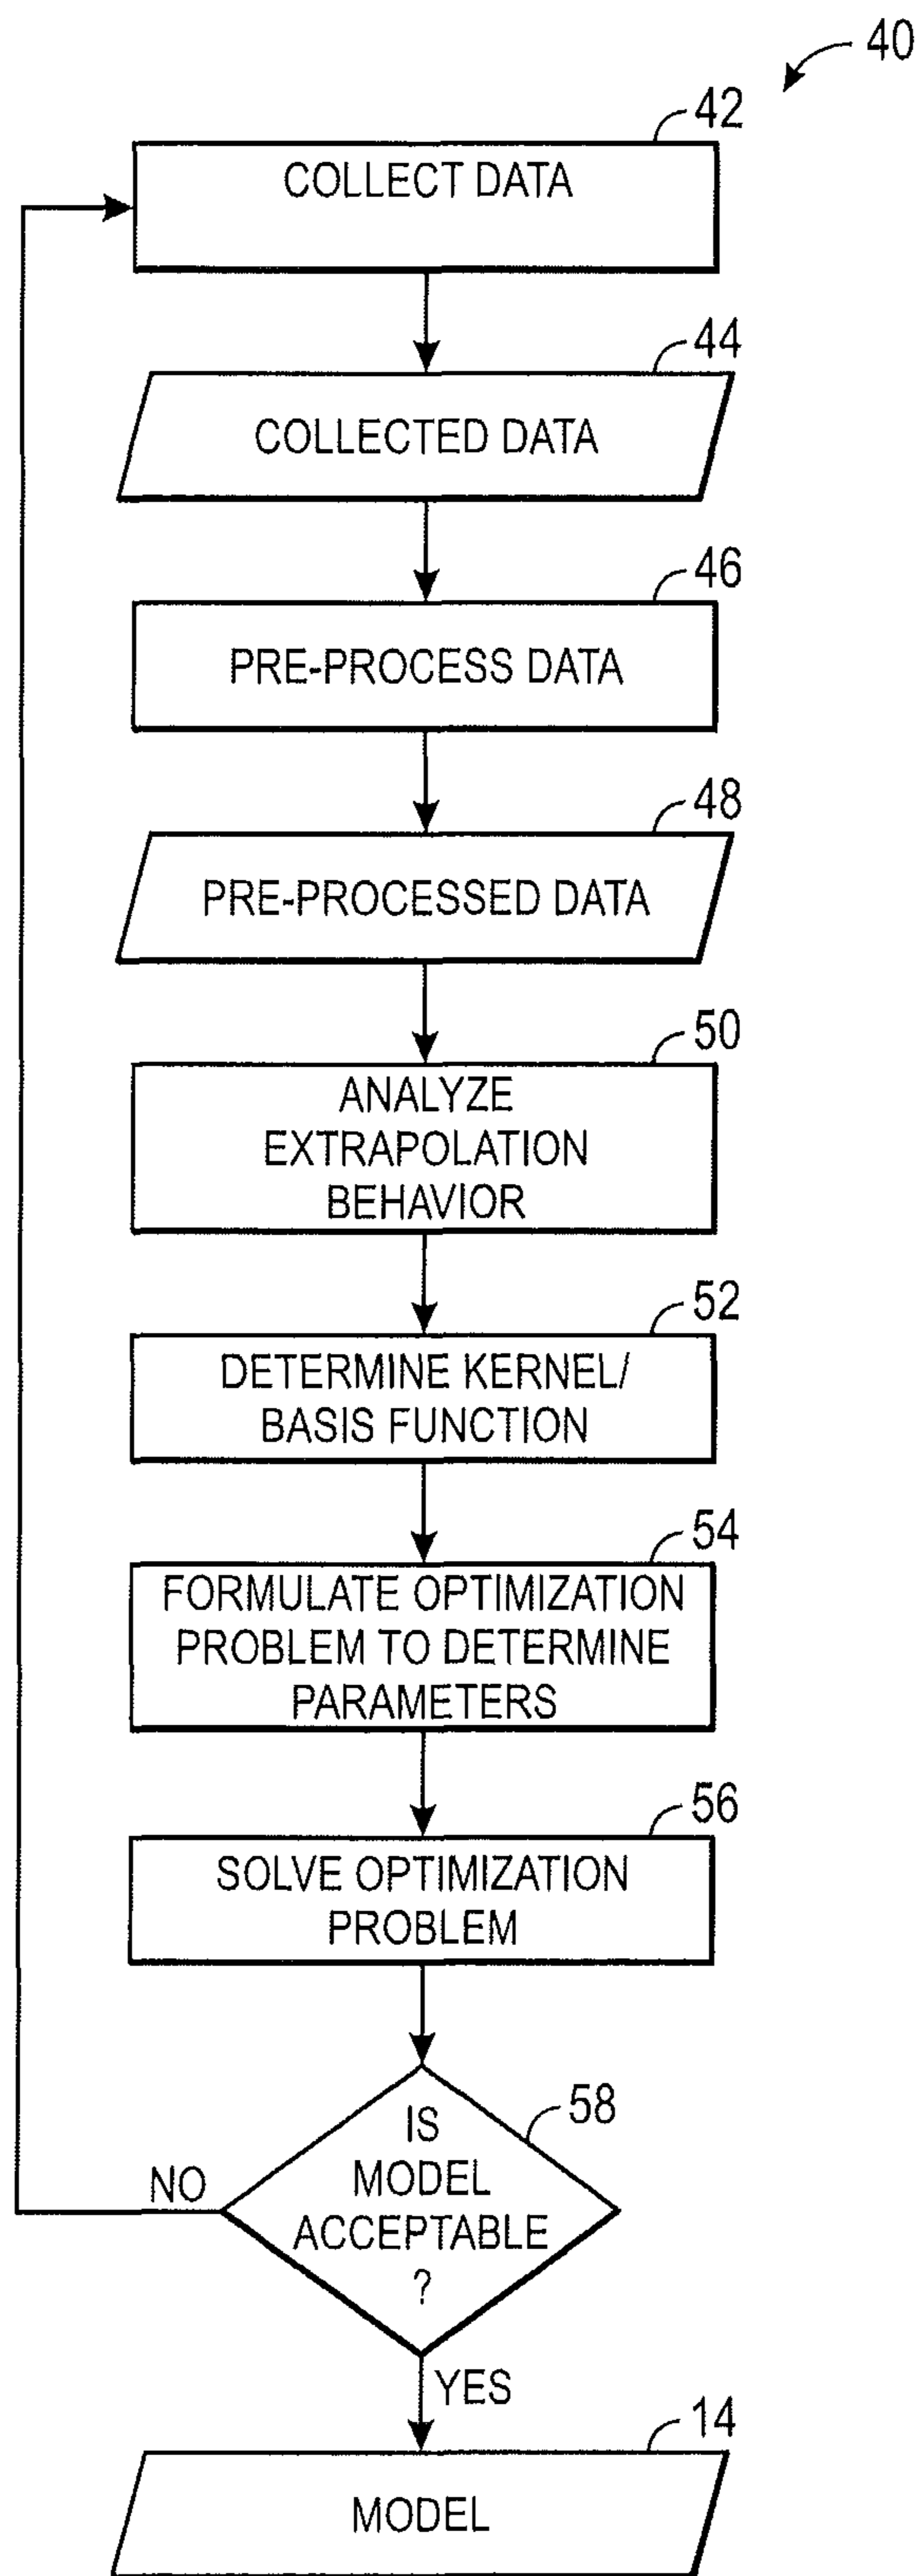 40
42
COLLECT DATA
44
COLLECTED DATA
46
PRE-PROCESS DATA
48
PRE-PROCESSED DATA
50
ANALYZE
EXTRAPOLATION
BEHAVIOR
52
DETERMINE KERNEL/
BASIS FUNCTION
54
FORMULATE OPTIMIZATION
PROBLEM TO DETERMINE
PARAMETERS
56
SOLVE OPTIMIZATION
PROBLEM
58
IS
MODEL
ACCEPTABLE
?
NO
YES
14
MODEL